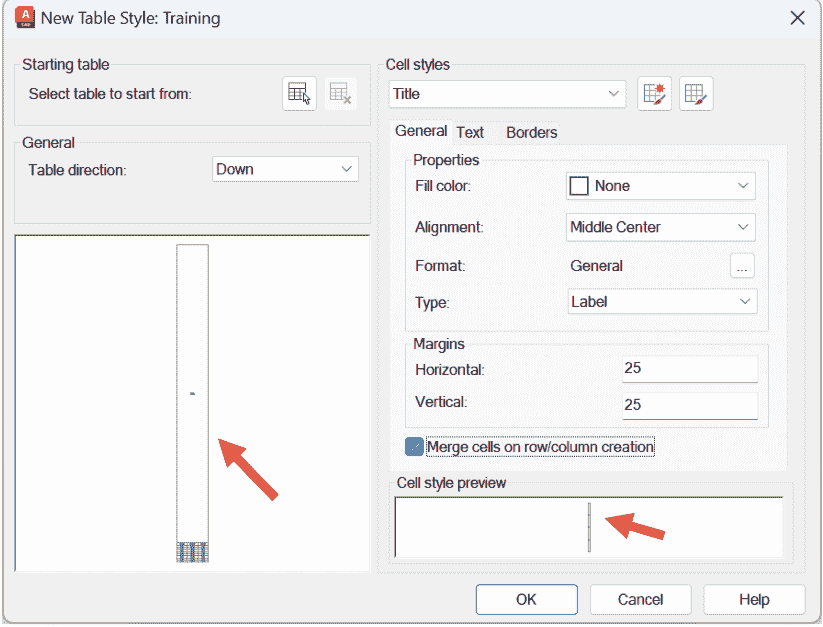 New Table Style: Training
Starting table
Select table to start from:
General
Table direction:
Down
Cell styles
Title
General Text Borders
Properties
Fill color:
None
Alignment:
Middle Center
Format:
General
...
Type:
Label
Margins
Horizontal:
25
Vertical:
25
Merge cells on row/column creation
Cell style preview
OK
Cancel
Help